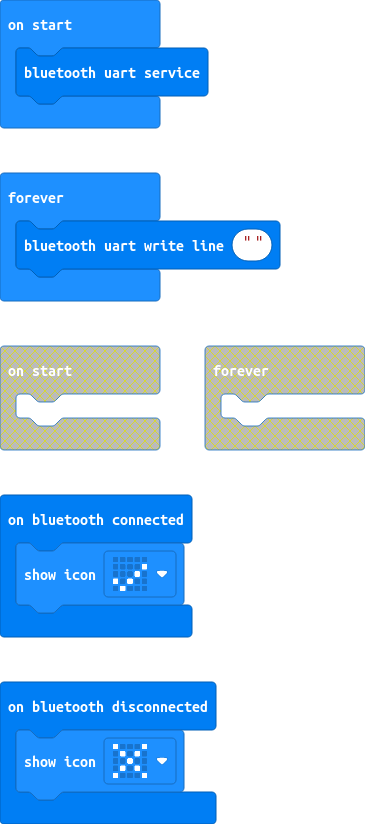 on start
bluetooth uart service
forever
bluetooth uart write line " "
on start
forever
on bluetooth connected
show icon
on bluetooth disconnected
show icon